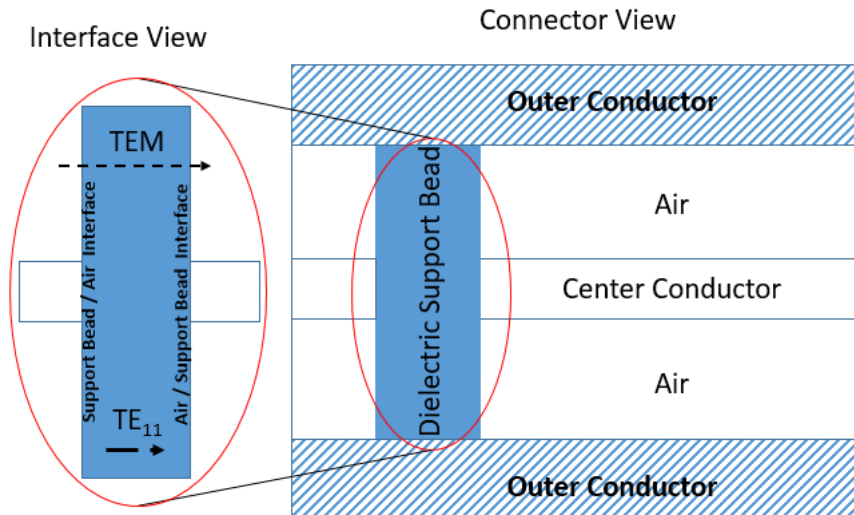 Interface View
Connector View
Outer Conductor
TEM
Support Bead / Air Interface
Air / Support Bead Interface
TE₁₁
Dielectric Support Bead
Air
Center Conductor
Air
Outer Conductor